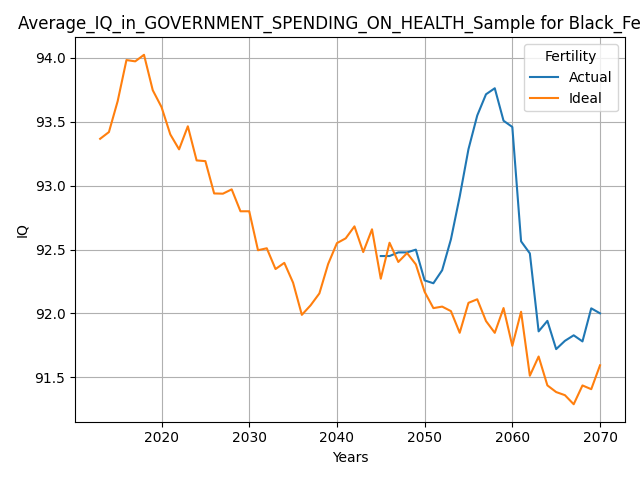 Average_IQ_in_GOVERNMENT_SPENDING_ON_HEALTH_Sample for Black_Fe
Fertility
Actual
Ideal
94.0
93.5
93.0
92.5
92.0
91.5
IQ
2020 2030 2040 2050 2060 2070
Years